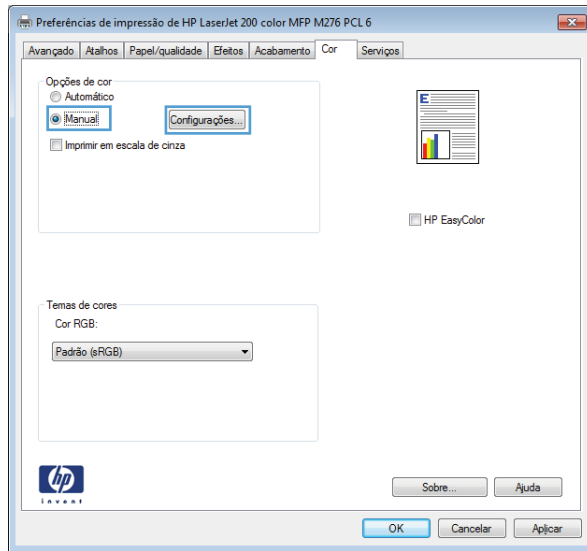 Preferências de impressão de HP LaserJet 200 color MFP M276 PCL 6
Avançado Atalhos Papel/qualidade Efeitos Acabamento Cor Serviços
Opções de cor
Automático
Manual
Configurações...
Imprimir em escala de cinza
E
HP EasyColor
Temas de cores
Cor RGB:
Padrão (sRGB)
hp
invent
Sobre... Ajuda
OK Cancelar Aplicar